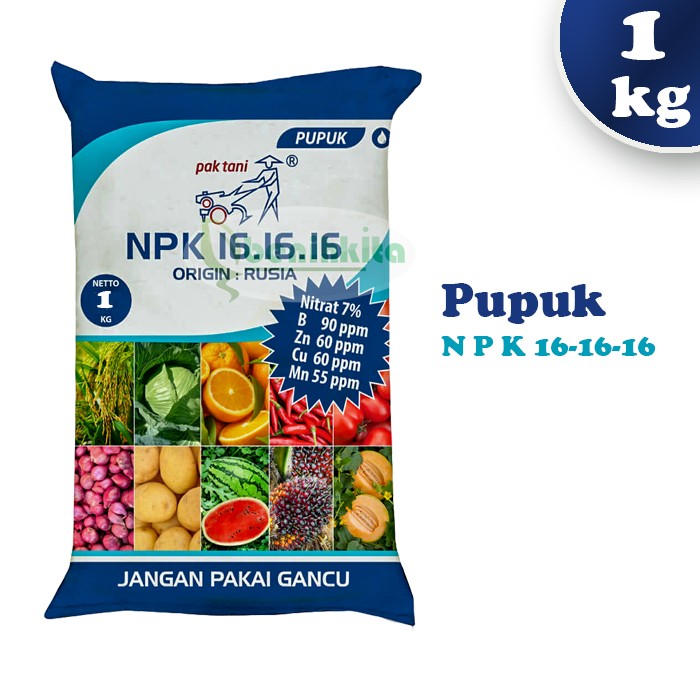 1
kg
PUPUK
pak tani ®
NPK 16.16.16
benihkita
ORIGIN : RUSIA
NETTO
1
KG
Nitrat 7%
B 90 ppm
Zn 60 ppm
Cu 60 ppm
Mn 55 ppm
Pupuk
N P K 16-16-16
JANGAN PAKAI GANCU